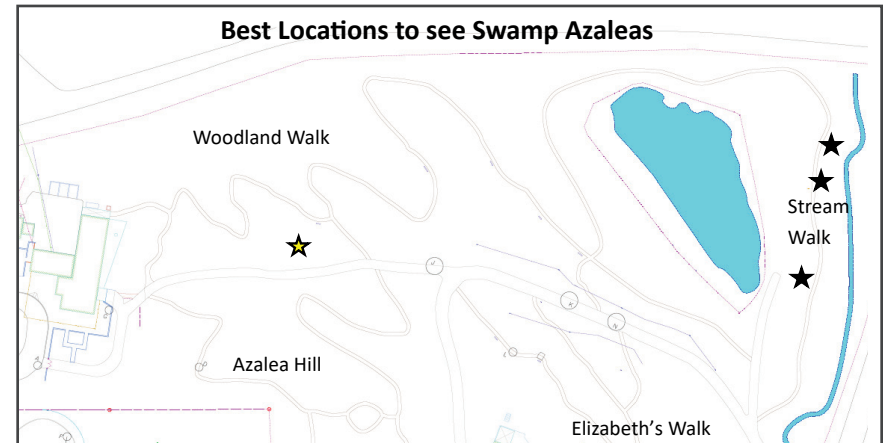 Best Locations to see Swamp Azaleas
Woodland Walk
Stream
Walk
Azalea Hill
Elizabeth’s Walk